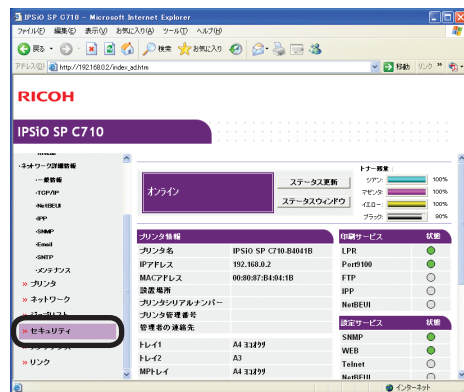 IPSiO SP C710 - Microsoft Internet Explorer
ファイル(F) 編集(E) 表示(V) お気に入り(A) ツール(T) ヘルプ(H)
戻る 検索 お気に入り
アドレス(D) http://192.168.0.2/index_ad.htm 移動 リンク
RICOH
IPSiO SP C710
・ネットワーク詳細情報
・一般情報
・TCP/IP
・NetBEUI
・IPP
・SNMP
・Email
・SNTP
・メンテナンス
» プリンタ
» ネットワーク
» セキュリティ
» リンク
オンライン
ステータス更新
ステータスウィンドウ
トナー残量:
シアン: 100%
マゼンタ: 100%
イエロー: 100%
ブラック: 90%
プリンタ情報
プリンタ名 IPSiO SP C710-B4041B
IPアドレス 192.168.0.2
MACアドレス 00:80:87:B4:04:1B
設置場所
プリンタシリアルナンバー
プリンタ管理番号
管理者の連絡先
トレイ1 A4 ヨコオクリ
トレイ2 A3
MPトレイ A4 ヨコオクリ
印刷サービス 状態
LPR
Port9100
FTP
IPP
NetBEUI
設定サービス 状態
SNMP
WEB
Telnet
NetBEUI
インターネット